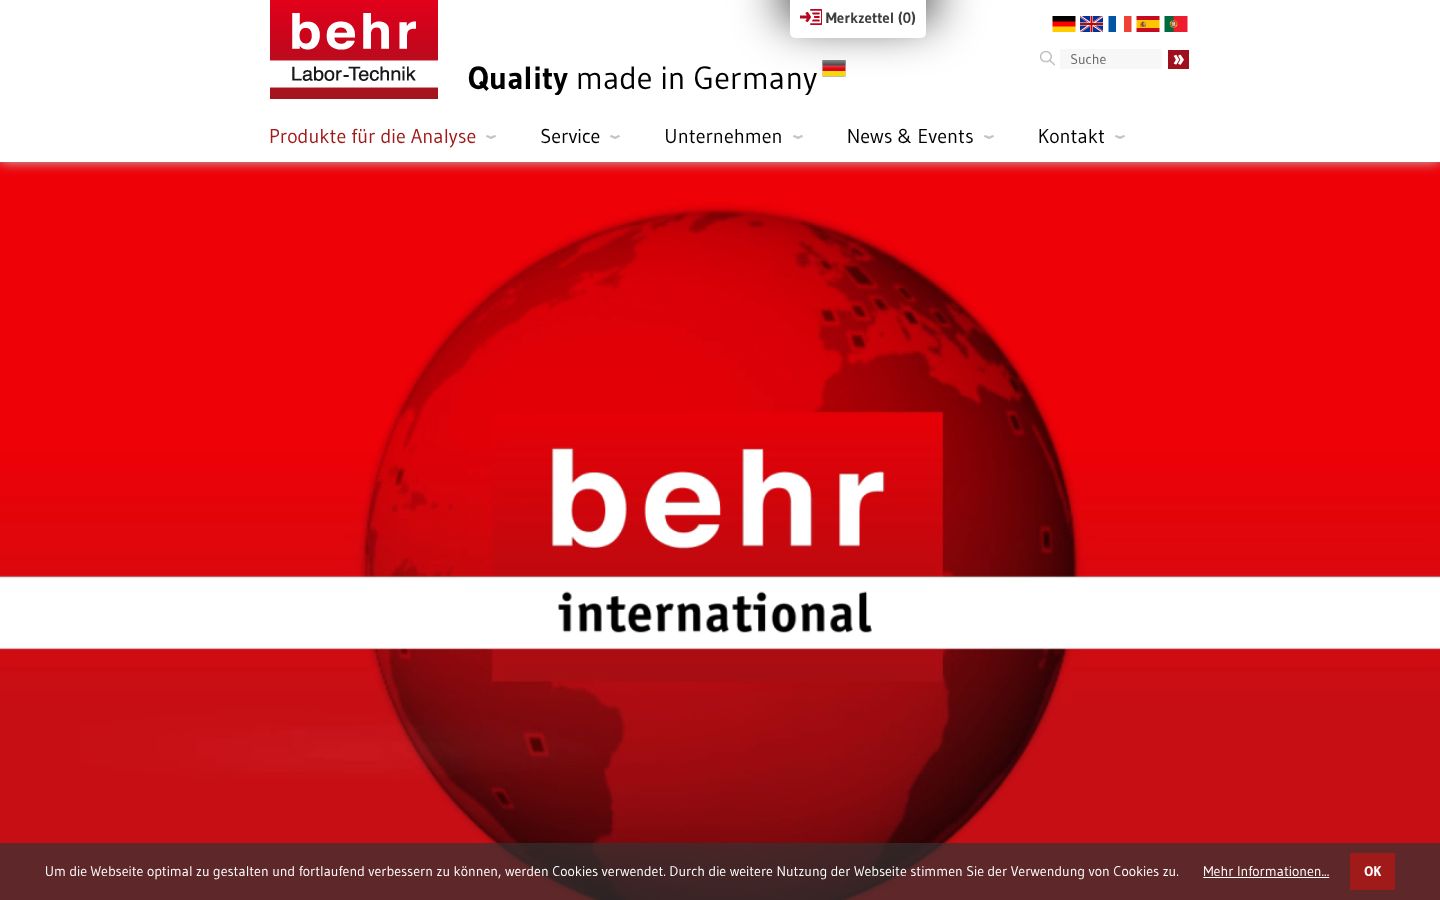 behr
Labor-Technik
Quality made in Germany
Merkzettel (0)
Suche
Produkte für die Analyse
Service
Unternehmen
News & Events
Kontakt
behr
international
Um die Webseite optimal zu gestalten und fortlaufend verbessern zu können, werden Cookies verwendet. Durch die weitere Nutzung der Webseite stimmen Sie der Verwendung von Cookies zu.
Mehr Informationen...
OK